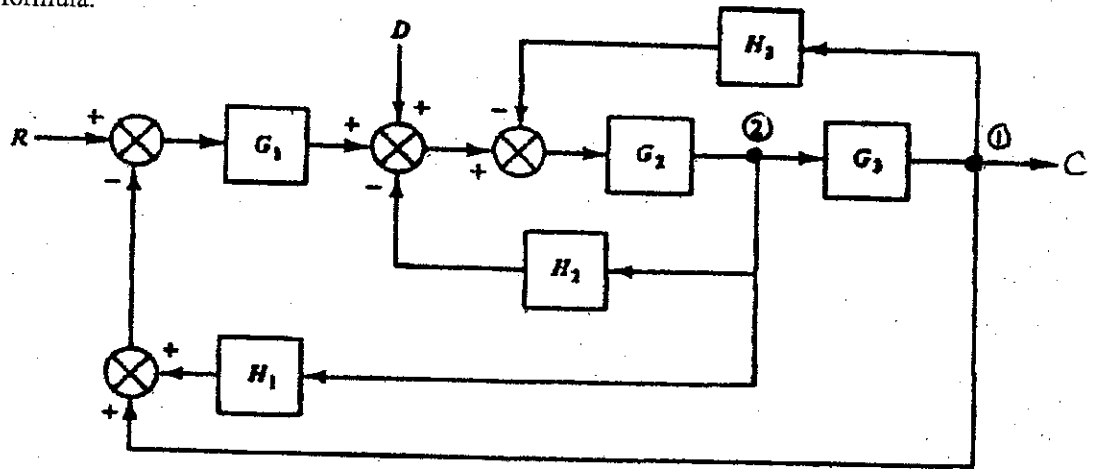 formula.
D
H₃
R + G₁ + + - + G₂ ② G₃ ① C
- -
H₂
+ H₁
+